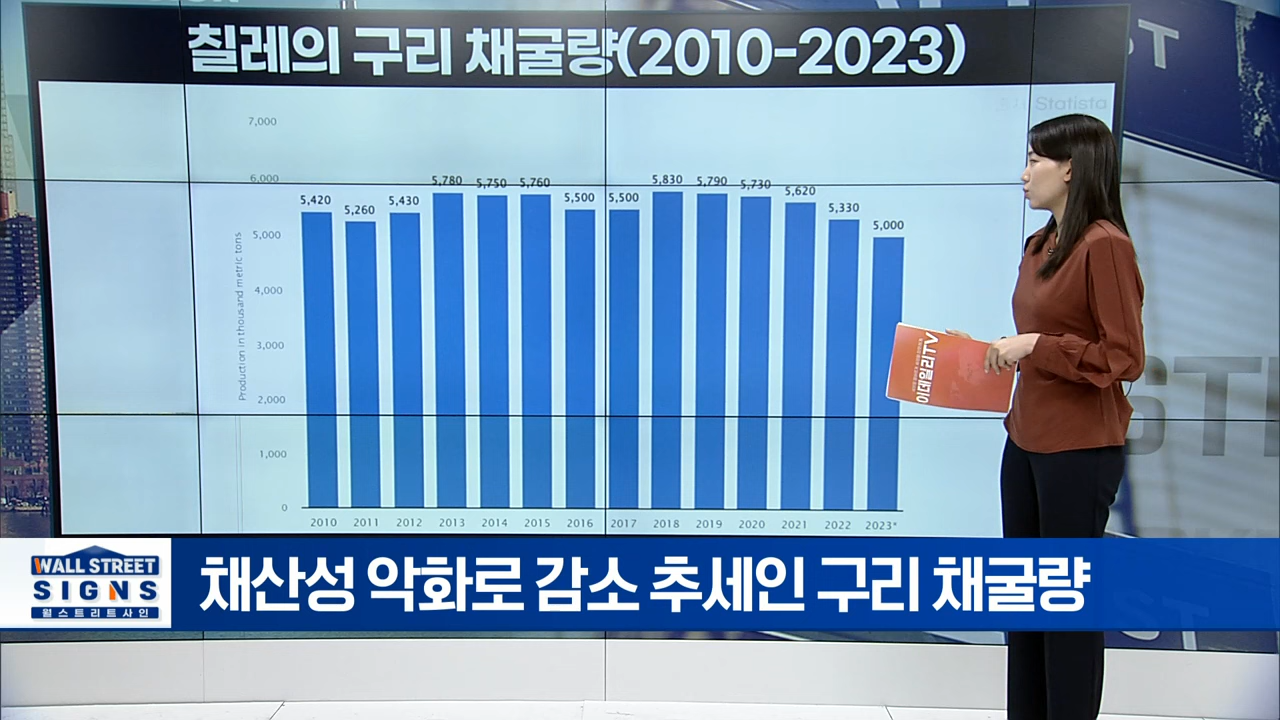 칠레의 구리 채굴량(2010-2023)
Statista
7,000
6,000
5,000
4,000
3,000
2,000
1,000
0
Production in thousand metric tons
5,420
5,260
5,430
5,780
5,750
5,760
5,500
5,500
5,830
5,790
5,730
5,620
5,330
5,000
2010 2011 2012 2013 2014 2015 2016 2017 2018 2019 2020 2021 2022 2023*
이데일리TV
ST
STI
WALL STREET
SIGNS
월스트리트사인
채산성 악화로 감소 추세인 구리 채굴량